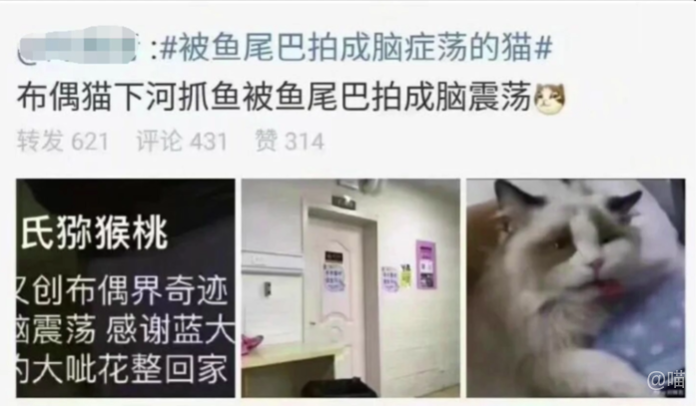 :#被鱼尾巴拍成脑症荡的猫#
布偶猫下河抓鱼被鱼尾巴拍成脑震荡
转发 621 评论 431 赞 314
氏猕猴桃
又创布偶界奇迹
脑震荡 感谢蓝大
的大呲花整回家
@喵